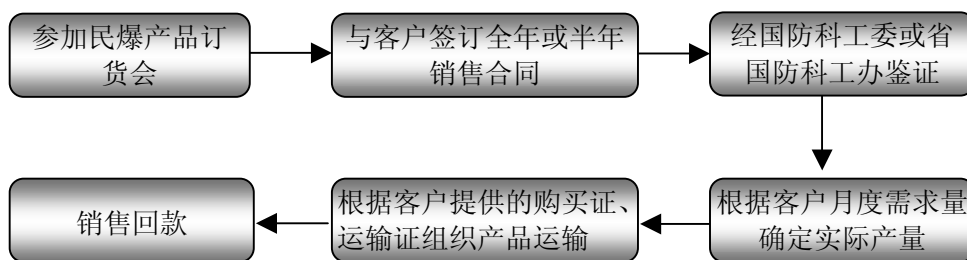 参加民爆产品订
货会
与客户签订全年或半年
销售合同
经国防科工委或省
国防科工办鉴证
根据客户月度需求量
确定实际产量
根据客户提供的购买证、
运输证组织产品运输
销售回款